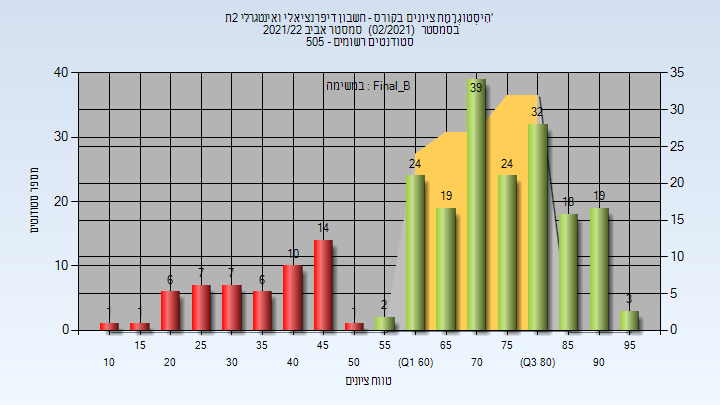 היסטוגרמת ציונים בקורס - חשבון דיפרנציאלי ואינטגרלי 2ח'
בסמסטר (02/2021) סמסטר אביב 2021/22
סטודנטים רשומים - 505
במשימה : Final_B
40 35
30
30
25
20
20
15
10
10
5
0 0
1 1 6 7 7 6 10 14 1 2 24 19 39 24 32 18 19 3
מספר סטודנטים
15 25 35 45 55 65 75 85 95
10 20 30 40 50 (Q1 60) 70 (Q3 80) 90
טווח ציונים